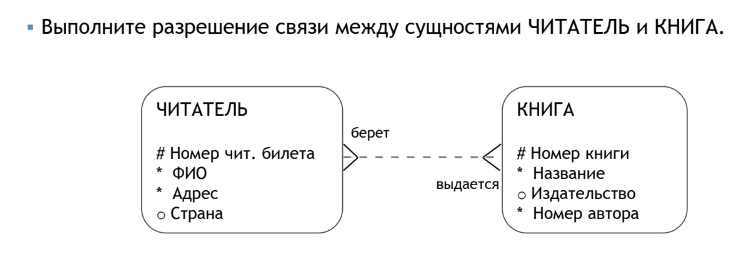 ▪ Выполните разрешение связи между сущностями ЧИТАТЕЛЬ и КНИГА.
ЧИТАТЕЛЬ
# Номер чит. билета
* ФИО
* Адрес
o Страна
берет
выдается
КНИГА
# Номер книги
* Название
o Издательство
* Номер автора